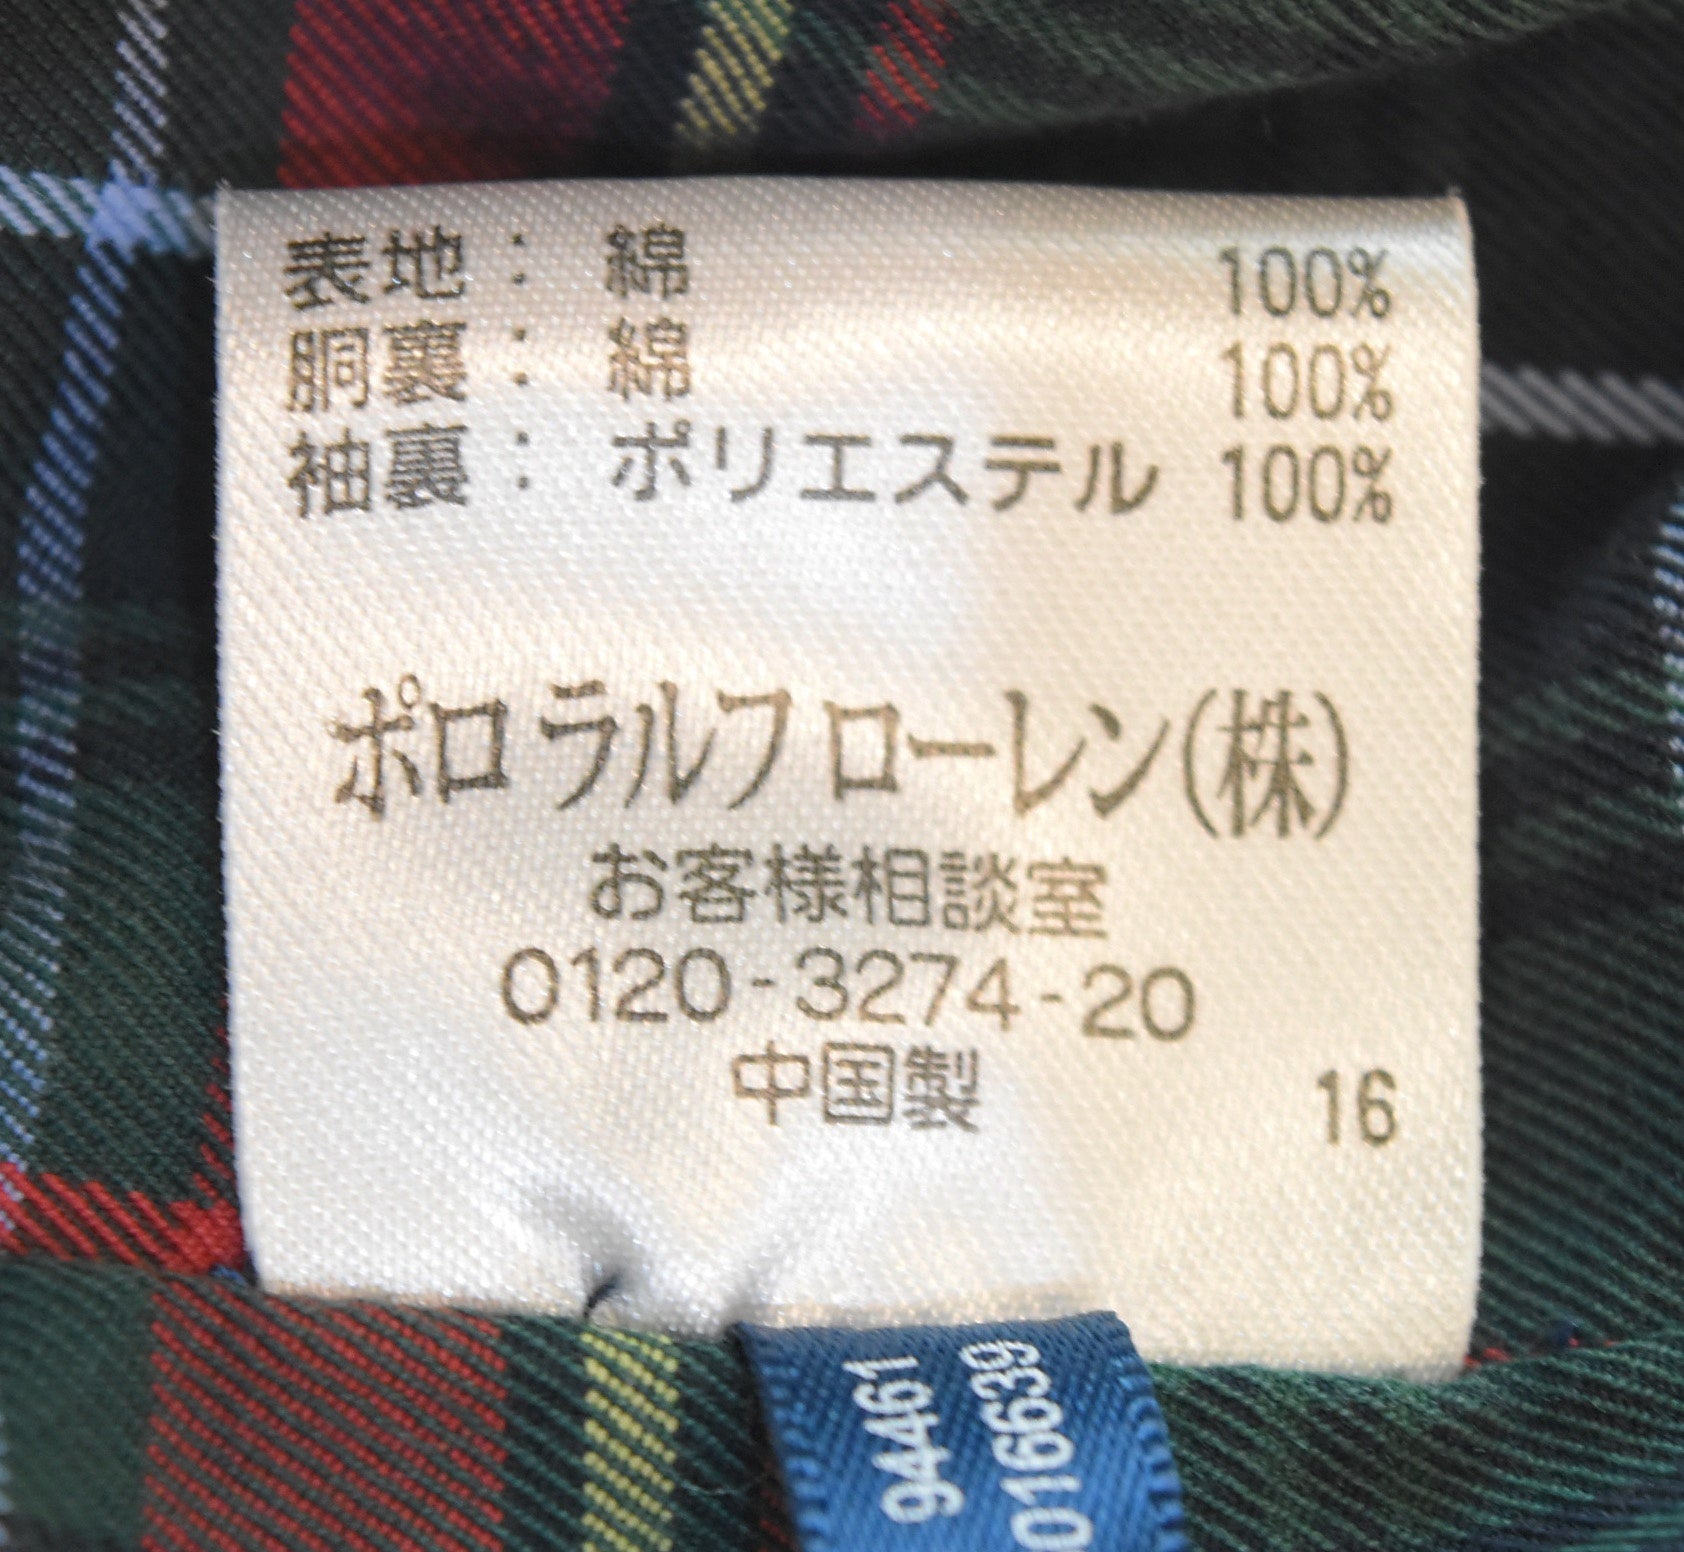 表地： 綿 100%
胴裏： 綿 100%
袖裏： ポリエステル 100%
ポロ ラルフ ローレン(株)
お客様相談室
0120-3274-20
中国製
16
94461
016639